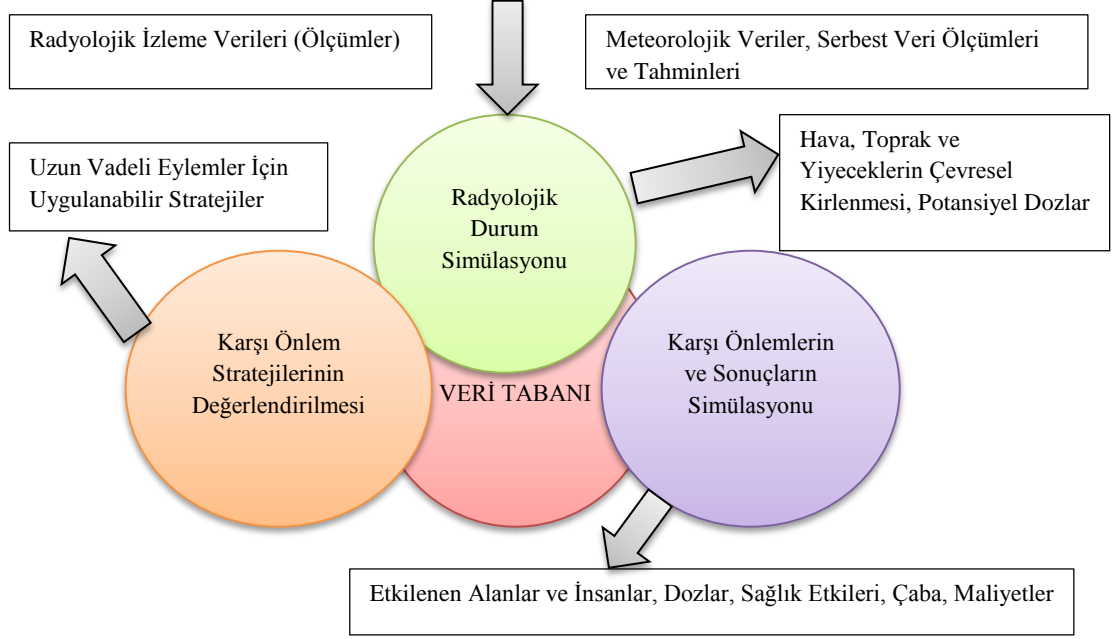 Radyolojik İzleme Verileri (Ölçümler)
Meteorolojik Veriler, Serbest Veri Ölçümleri
ve Tahminleri
Uzun Vadeli Eylemler İçin
Uygulanabilir Stratejiler
Radyolojik
Durum
Simülasyonu
Hava, Toprak ve
Yiyeceklerin Çevresel
Kirlenmesi, Potansiyel Dozlar
Karşı Önlem
Stratejilerinin
Değerlendirilmesi
VERİ TABANI
Karşı Önlemlerin
ve Sonuçların
Simülasyonu
Etkilenen Alanlar ve İnsanlar, Dozlar, Sağlık Etkileri, Çaba, Maliyetler